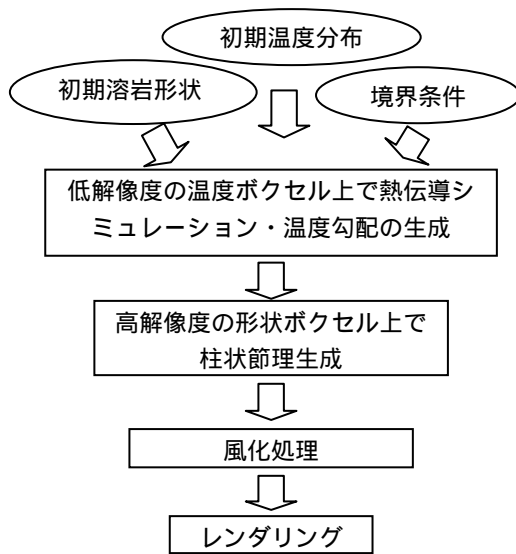 初期温度分布
初期溶岩形状
境界条件
低解像度の温度ボクセル上で熱伝導シ
ミュレーション・温度勾配の生成
高解像度の形状ボクセル上で
柱状節理生成
風化処理
レンダリング